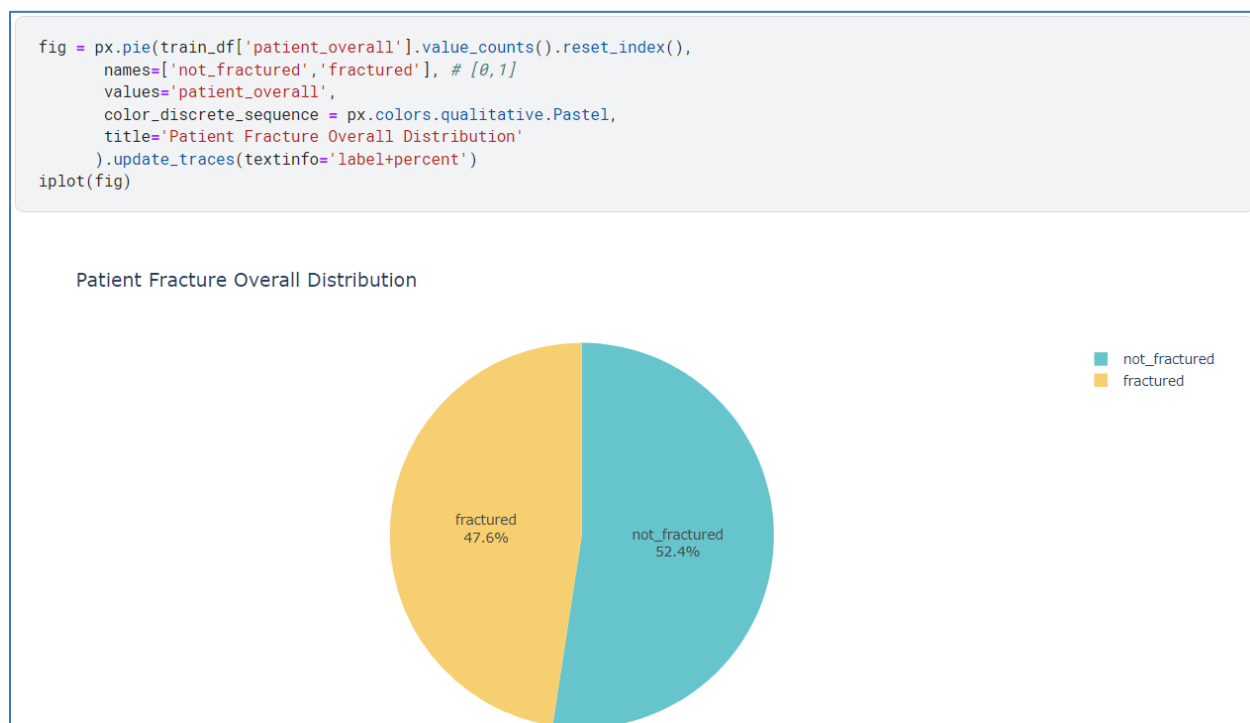 fig = px.pie(train_df['patient_overall'].value_counts().reset_index(),
names=['not_fractured','fractured'], # [0,1]
values='patient_overall',
color_discrete_sequence = px.colors.qualitative.Pastel,
title='Patient Fracture Overall Distribution'
).update_traces(textinfo='label+percent')
iplot(fig)
Patient Fracture Overall Distribution
not_fractured
fractured
fractured
47.6%
not_fractured
52.4%